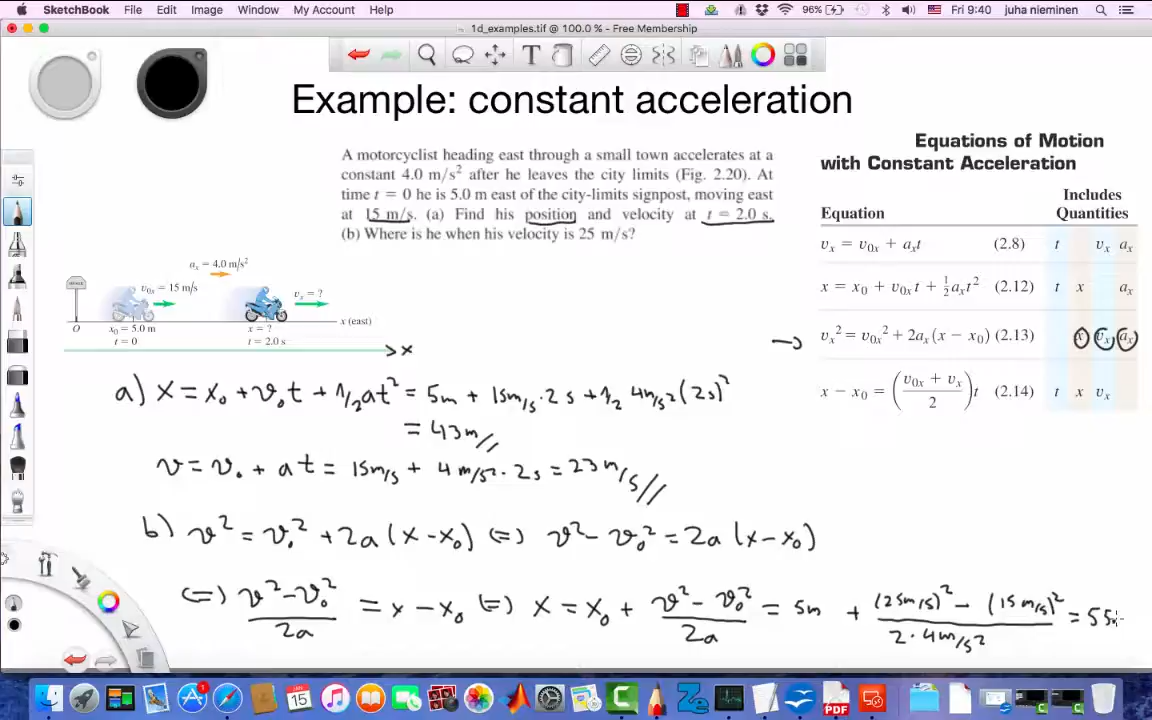 SketchBook File Edit Image Window My Account Help 96% Fri 9:40 juha nieminen
1d_examples.tif @ 100.0 % - Free Membership
Example: constant acceleration
A motorcyclist heading east through a small town accelerates at a
constant 4.0 m/s² after he leaves the city limits (Fig. 2.20). At
time t = 0 he is 5.0 m east of the city-limits signpost, moving east
at 15 m/s. (a) Find his position and velocity at t = 2.0 s.
(b) Where is he when his velocity is 25 m/s?
Equations of Motion
with Constant Acceleration
Includes
Equation Quantities
vₓ = v₀ₓ + aₓt (2.8) t vₓ aₓ
x = x₀ + v₀ₓt + ½aₓt² (2.12) t x aₓ
→ vₓ² = v₀ₓ² + 2aₓ(x − x₀) (2.13) x vₓ aₓ
x − x₀ = ((v₀ₓ + vₓ)/2)t (2.14) t x vₓ
aₓ = 4.0 m/s²
v₀ₓ = 15 m/s vₓ = ?
x (east)
O x₀ = 5.0 m x = ?
t = 0 t = 2.0 s
x
a) x = x₀ + v₀t + 1/2at² = 5m + 15m/s·2s + 1/2 4m/s²(2s)²
= 43m//
v = v₀ + at = 15m/s + 4m/s²·2s = 23m/s//
b) v² = v₀² + 2a(x-x₀) (=) v² - v₀² = 2a(x-x₀)
(=) (v²-v₀²)/2a = x - x₀ (=) x = x₀ + (v² - v₀²)/2a = 5m + ((25m/s)² - (15m/s)²)/(2·4m/s²) = 55
PDF